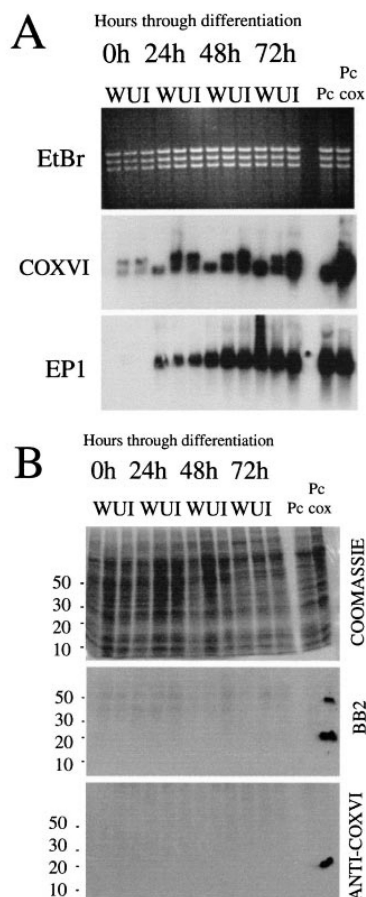 A
Hours through differentiation
0h 24h 48h 72h
Pc
WUI WUI WUI WUI Pc cox
EtBr
COXVI
EP1
B
Hours through differentiation
0h 24h 48h 72h
Pc
WUI WUI WUI WUI Pc cox
50
30
20
10
COOMASSIE
50
30
20
10
BB2
50
30
20
10
ANTI-COXVI